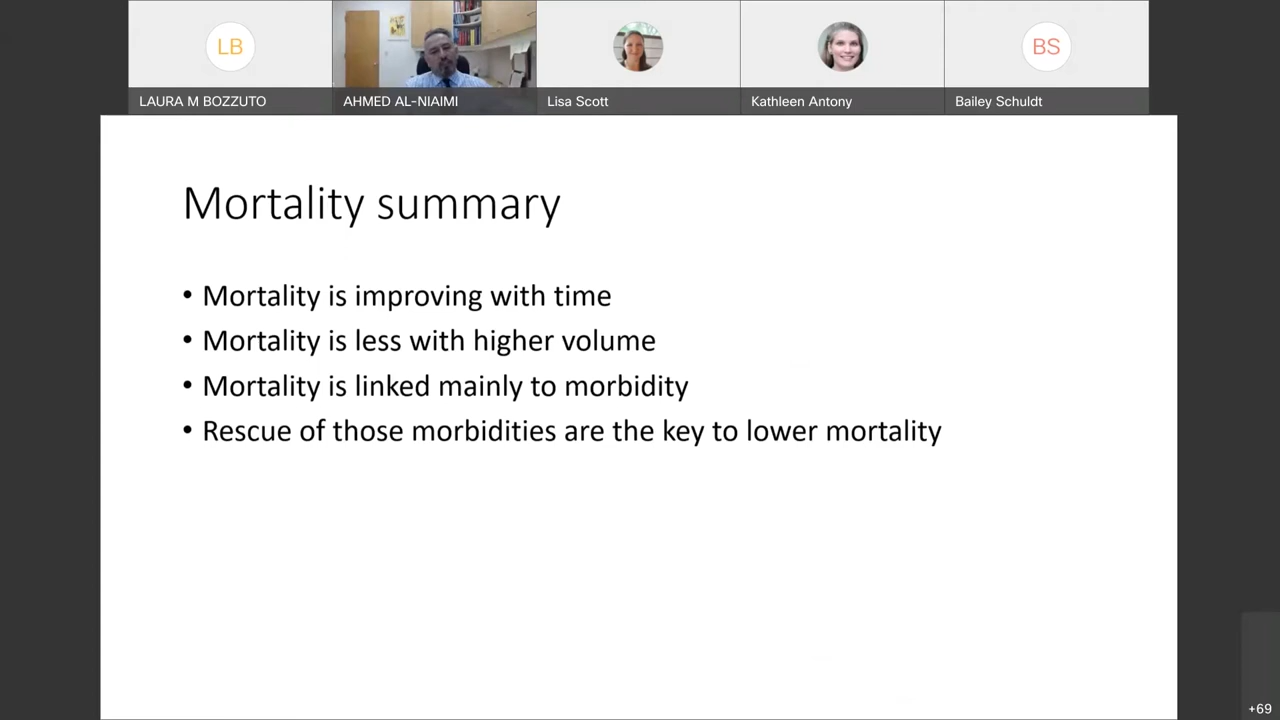 LB
BS
LAURA M BOZZUTO
AHMED AL-NIAIMI
Lisa Scott
Kathleen Antony
Bailey Schuldt
Mortality summary
• Mortality is improving with time
• Mortality is less with higher volume
• Mortality is linked mainly to morbidity
• Rescue of those morbidities are the key to lower mortality
+69